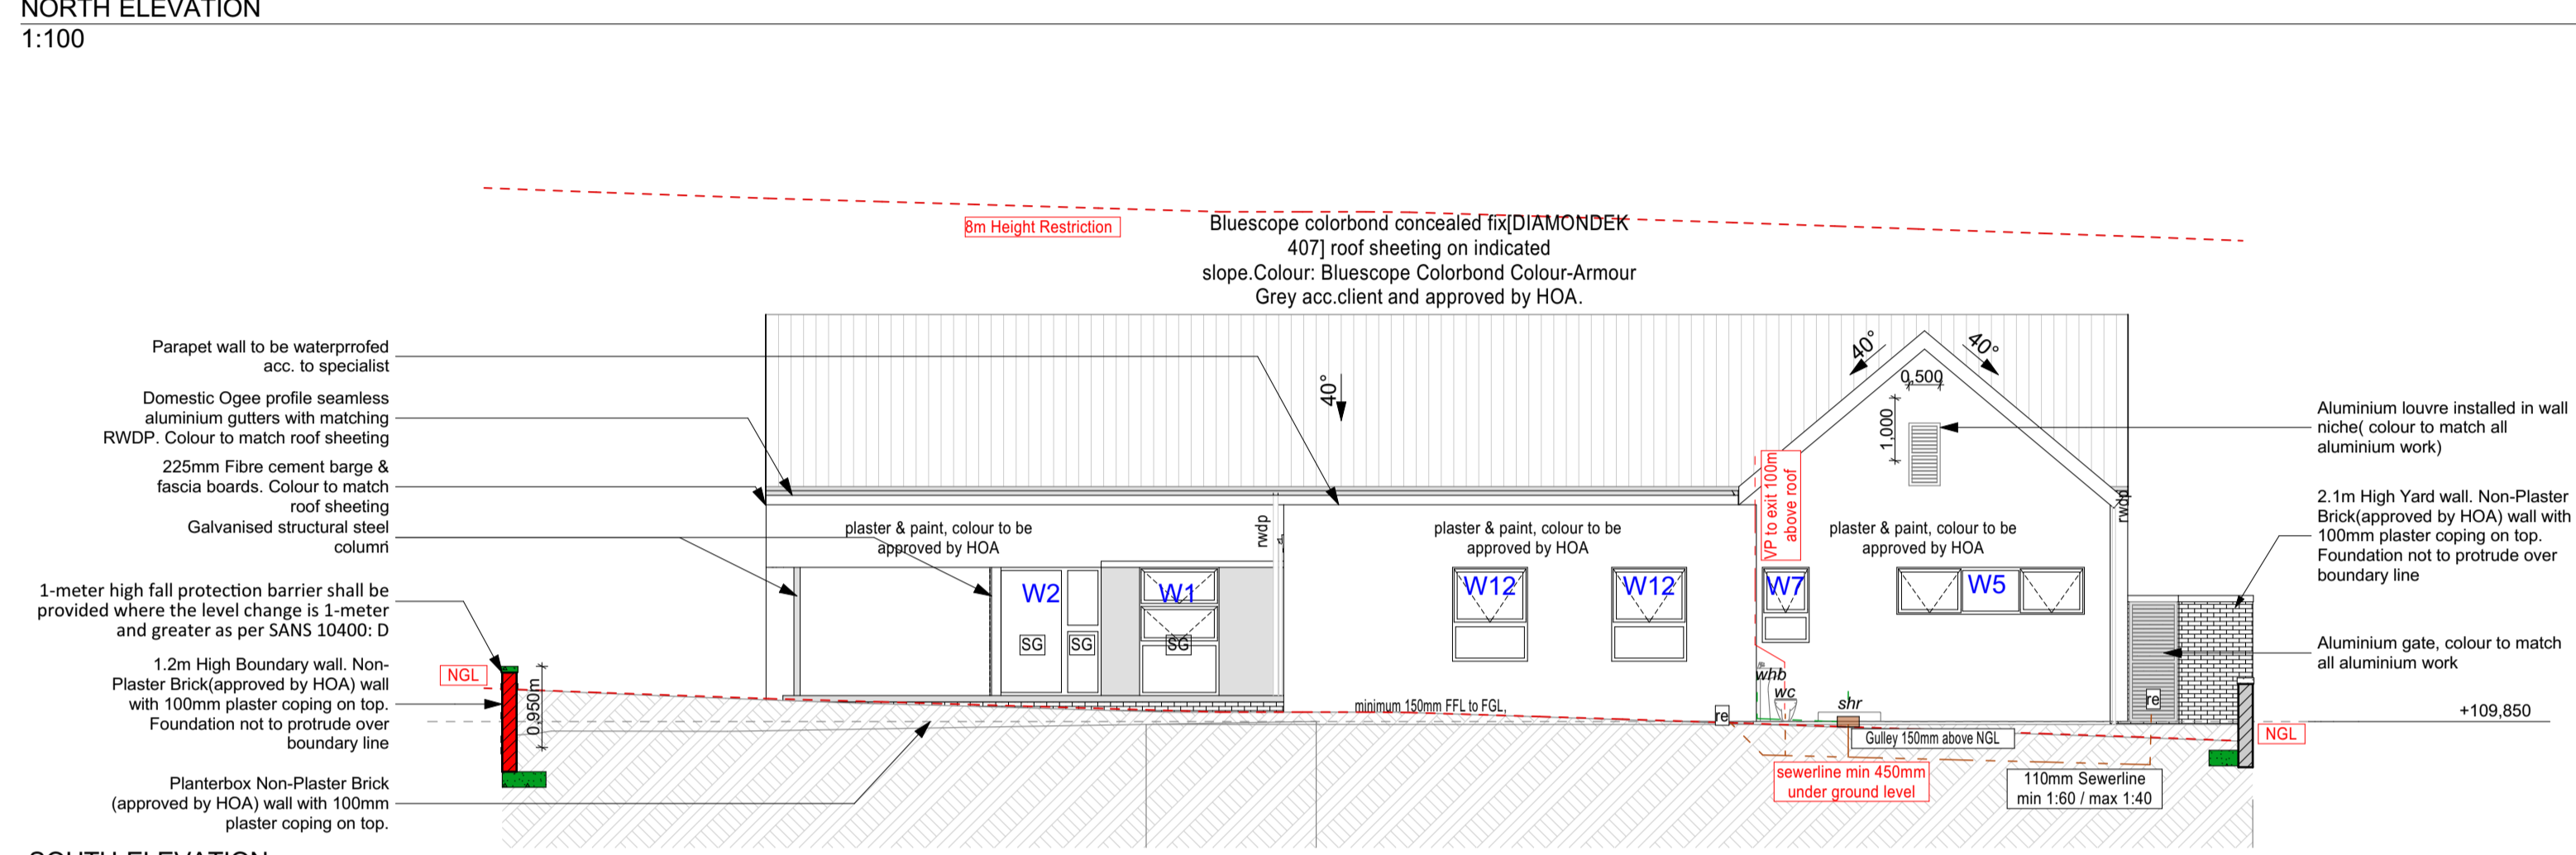 NORTH ELEVATION
1:100
8m Height Restriction
Bluescope colorbond concealed fix[DIAMONDEK
407] roof sheeting on indicated
slope.Colour: Bluescope Colorbond Colour-Armour
Grey acc.client and approved by HOA.
Parapet wall to be waterprrofed
acc. to specialist
Domestic Ogee profile seamless
aluminium gutters with matching
RWDP. Colour to match roof sheeting
225mm Fibre cement barge &
fascia boards. Colour to match
roof sheeting
Galvanised structural steel
column
1-meter high fall protection barrier shall be
provided where the level change is 1-meter
and greater as per SANS 10400: D
1.2m High Boundary wall. Non-
Plaster Brick(approved by HOA) wall
with 100mm plaster coping on top.
Foundation not to protrude over
boundary line
Planterbox Non-Plaster Brick
(approved by HOA) wall with 100mm
plaster coping on top.
NGL
0,950m
40°
40°
40°
0,500
1,000
plaster & paint, colour to be
approved by HOA
rwdp
plaster & paint, colour to be
approved by HOA
VP to exit 100m
above roof
plaster & paint, colour to be
approved by HOA
rwdp
W2
W1
W12
W12
W7
W5
SG
SG
SG
whb
wc
shr
re
re
minimum 150mm FFL to FGL,
Gulley 150mm above NGL
sewerline min 450mm
under ground level
110mm Sewerline
min 1:60 / max 1:40
Aluminium louvre installed in wall
niche( colour to match all
aluminium work)
2.1m High Yard wall. Non-Plaster
Brick(approved by HOA) wall with
100mm plaster coping on top.
Foundation not to protrude over
boundary line
Aluminium gate, colour to match
all aluminium work
+109,850
NGL
SOUTH ELEVATION